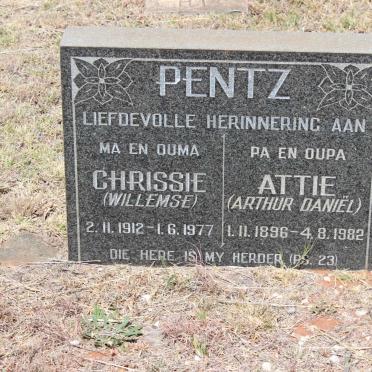 PENTZ
LIEFDEVOLLE HERINNERING AAN
MA EN OUMA
CHRISSIE
(WILLEMSE)
2.11.1912-1.6.1977
PA EN OUPA
ATTIE
(ARTHUR DANIËL)
1.11.1896-4.8.1982
DIE HERE IS MY HERDER (PS. 23)